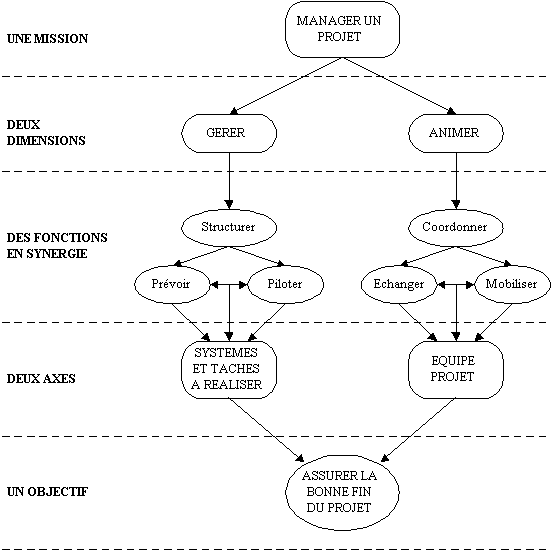 MANAGER UN
PROJET
UNE MISSION
DEUX
DIMENSIONS
GERER
ANIMER
DES FONCTIONS
EN SYNERGIE
Structurer
Coordonner
Prévoir
Piloter
Echanger
Mobiliser
DEUX AXES
SYSTEMES
ET TACHES
A REALISER
EQUIPE
PROJET
UN OBJECTIF
ASSURER LA
BONNE FIN
DU PROJET